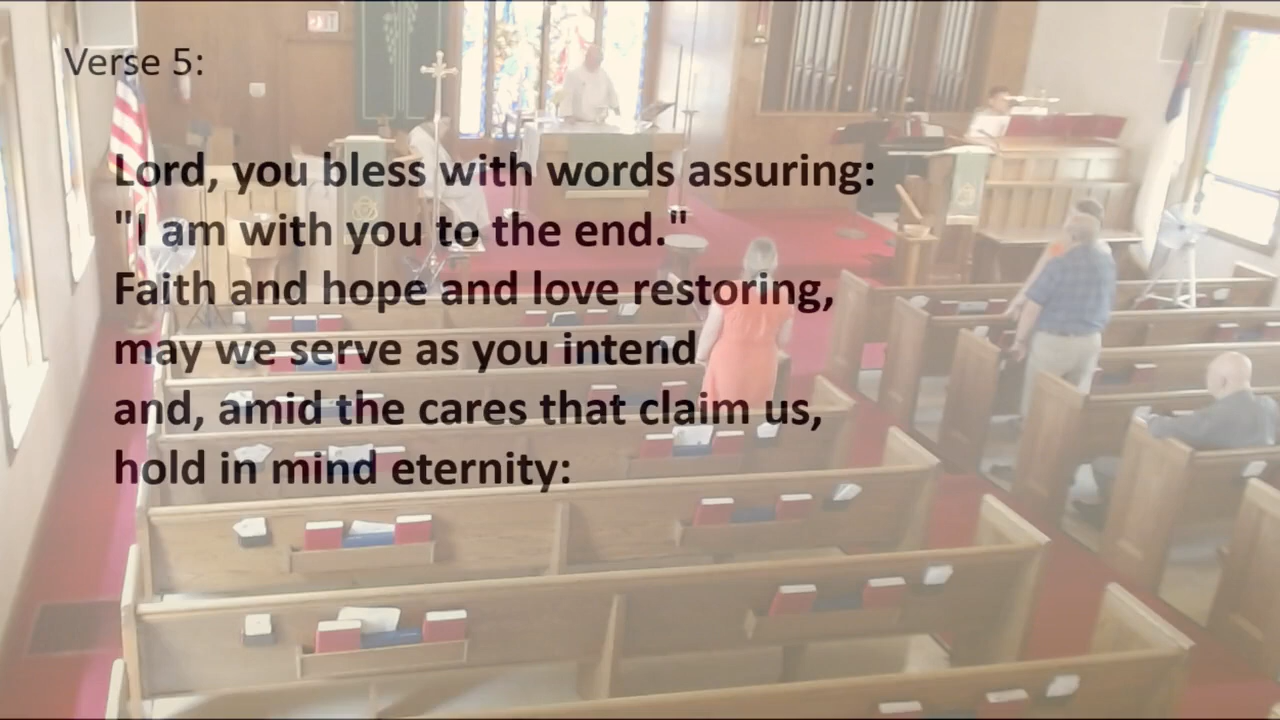 Verse 5:
Lord, you bless with words assuring:
"I am with you to the end."
Faith and hope and love restoring,
may we serve as you intend
and, amid the cares that claim us,
hold in mind eternity: